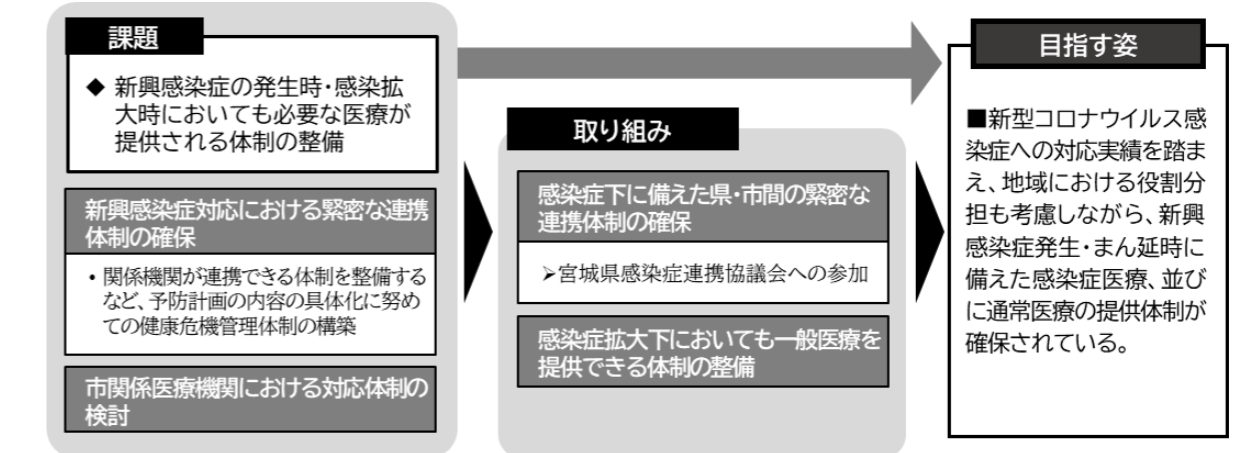 課題
◆ 新興感染症の発生時・感染拡
大時においても必要な医療が
提供される体制の整備
新興感染症対応における緊密な連携
体制の確保
・関係機関が連携できる体制を整備する
など、予防計画の内容の具体化に努め
ての健康危機管理体制の構築
市関係医療機関における対応体制の
検討
取り組み
感染症下に備えた県・市間の緊密な
連携体制の確保
➢宮城県感染症連携協議会への参加
感染症拡大下においても一般医療を
提供できる体制の整備
目指す姿
■新型コロナウイルス感
染症への対応実績を踏ま
え、地域における役割分
担も考慮しながら、新興
感染症発生・まん延時に
備えた感染症医療、並び
に通常医療の提供体制が
確保されている。